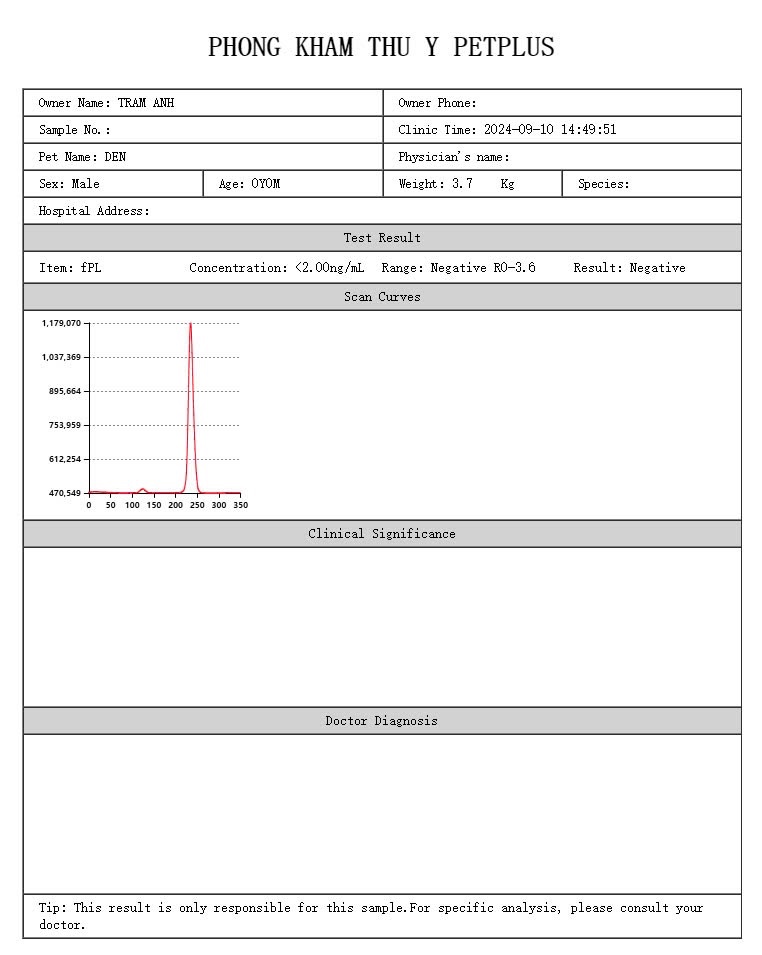 PHONG KHAM THU Y PETPLUS
Owner Name: TRAM ANH Owner Phone:
Sample No.: Clinic Time: 2024-09-10 14:49:51
Pet Name: DEN Physician's name:
Sex: Male Age: 0Y0M Weight: 3.7 Kg Species:
Hospital Address:
Test Result
Item: fPL Concentration: <2.00ng/mL Range: Negative R0-3.6 Result: Negative
Scan Curves
1,179,070
1,037,369
895,664
753,959
612,254
470,549
0 50 100 150 200 250 300 350
Clinical Significance
Doctor Diagnosis
Tip: This result is only responsible for this sample.For specific analysis, please consult your
doctor.